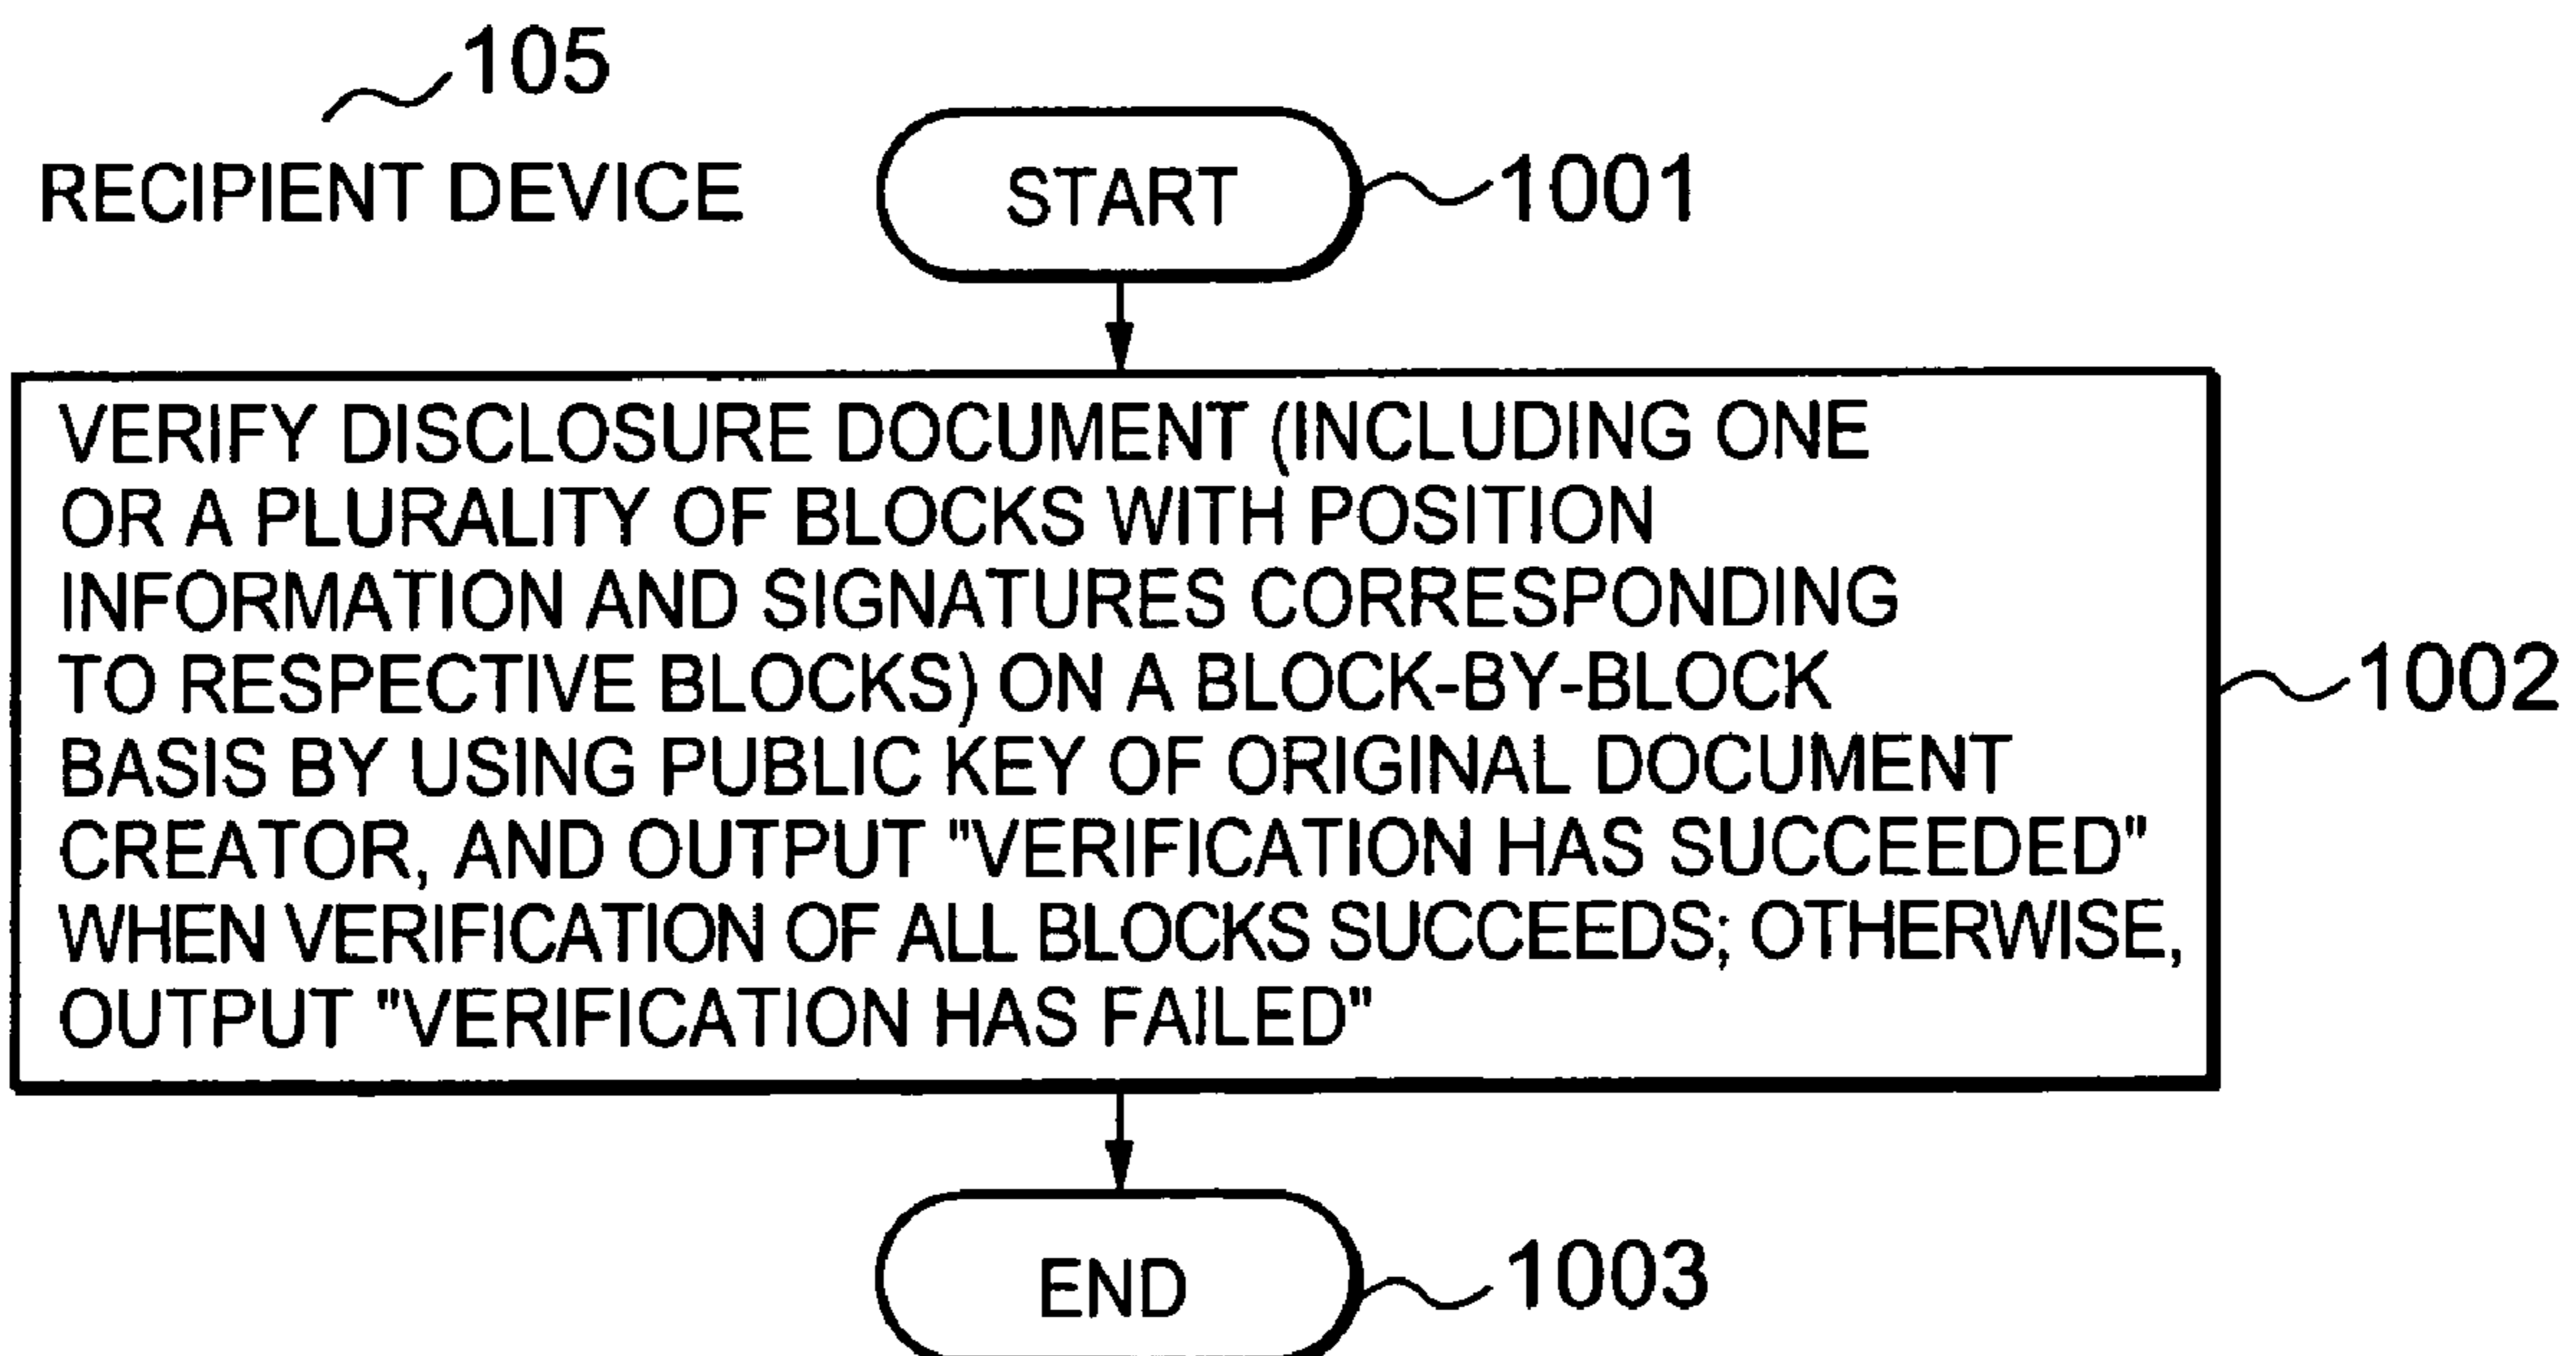 105
RECIPIENT DEVICE
START
1001
VERIFY DISCLOSURE DOCUMENT (INCLUDING ONE
OR A PLURALITY OF BLOCKS WITH POSITION
INFORMATION AND SIGNATURES CORRESPONDING
TO RESPECTIVE BLOCKS) ON A BLOCK-BY-BLOCK
BASIS BY USING PUBLIC KEY OF ORIGINAL DOCUMENT
CREATOR, AND OUTPUT "VERIFICATION HAS SUCCEEDED"
WHEN VERIFICATION OF ALL BLOCKS SUCCEEDS; OTHERWISE,
OUTPUT "VERIFICATION HAS FAILED"
1002
END
1003